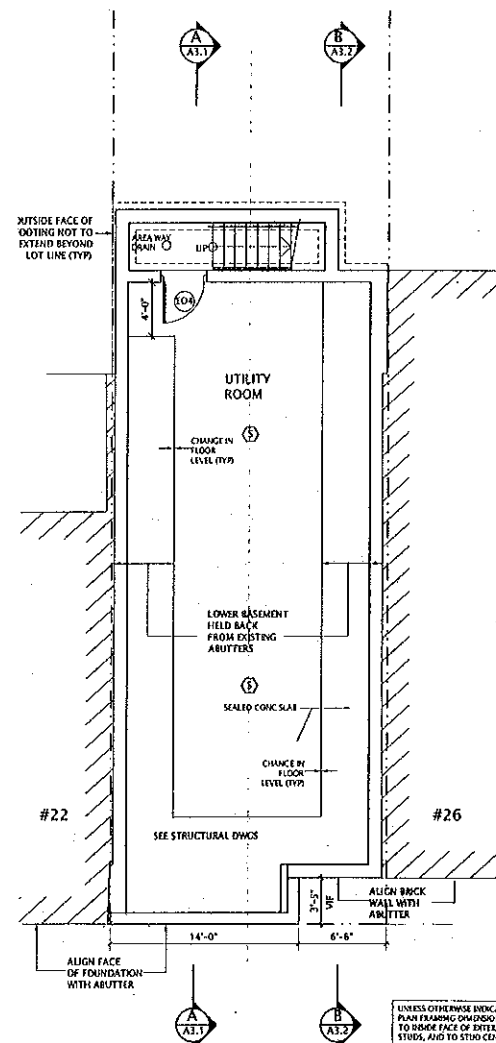 A
A3.1
B
A3.2
OUTSIDE FACE OF
FOOTING NOT TO
EXTEND BEYOND
LOT LINE (TYP)
AREA WAY
DRAIN
UP
E04
4'-0"
UTILITY
ROOM
S
CHANGE IN
FLOOR
LEVEL (TYP)
LOWER BASEMENT
HELD BACK
FROM EXISTING
ABUTTERS
S
SEALED CONC SLAB
CHANGE IN
FLOOR
LEVEL (TYP)
#22
#26
SEE STRUCTURAL DWGS
3'-5"
VIF
ALIGN BRICK
WALL WITH
ABUTTER
14'-0"
6'-6"
ALIGN FACE
OF FOUNDATION
WITH ABUTTER
A
A3.1
B
A3.2
UNLESS OTHERWISE INDICA
PLAN FRAMING DIMENSIO
TO INSIDE FACE OF EXTER
STUDS, AND TO STUD CEN